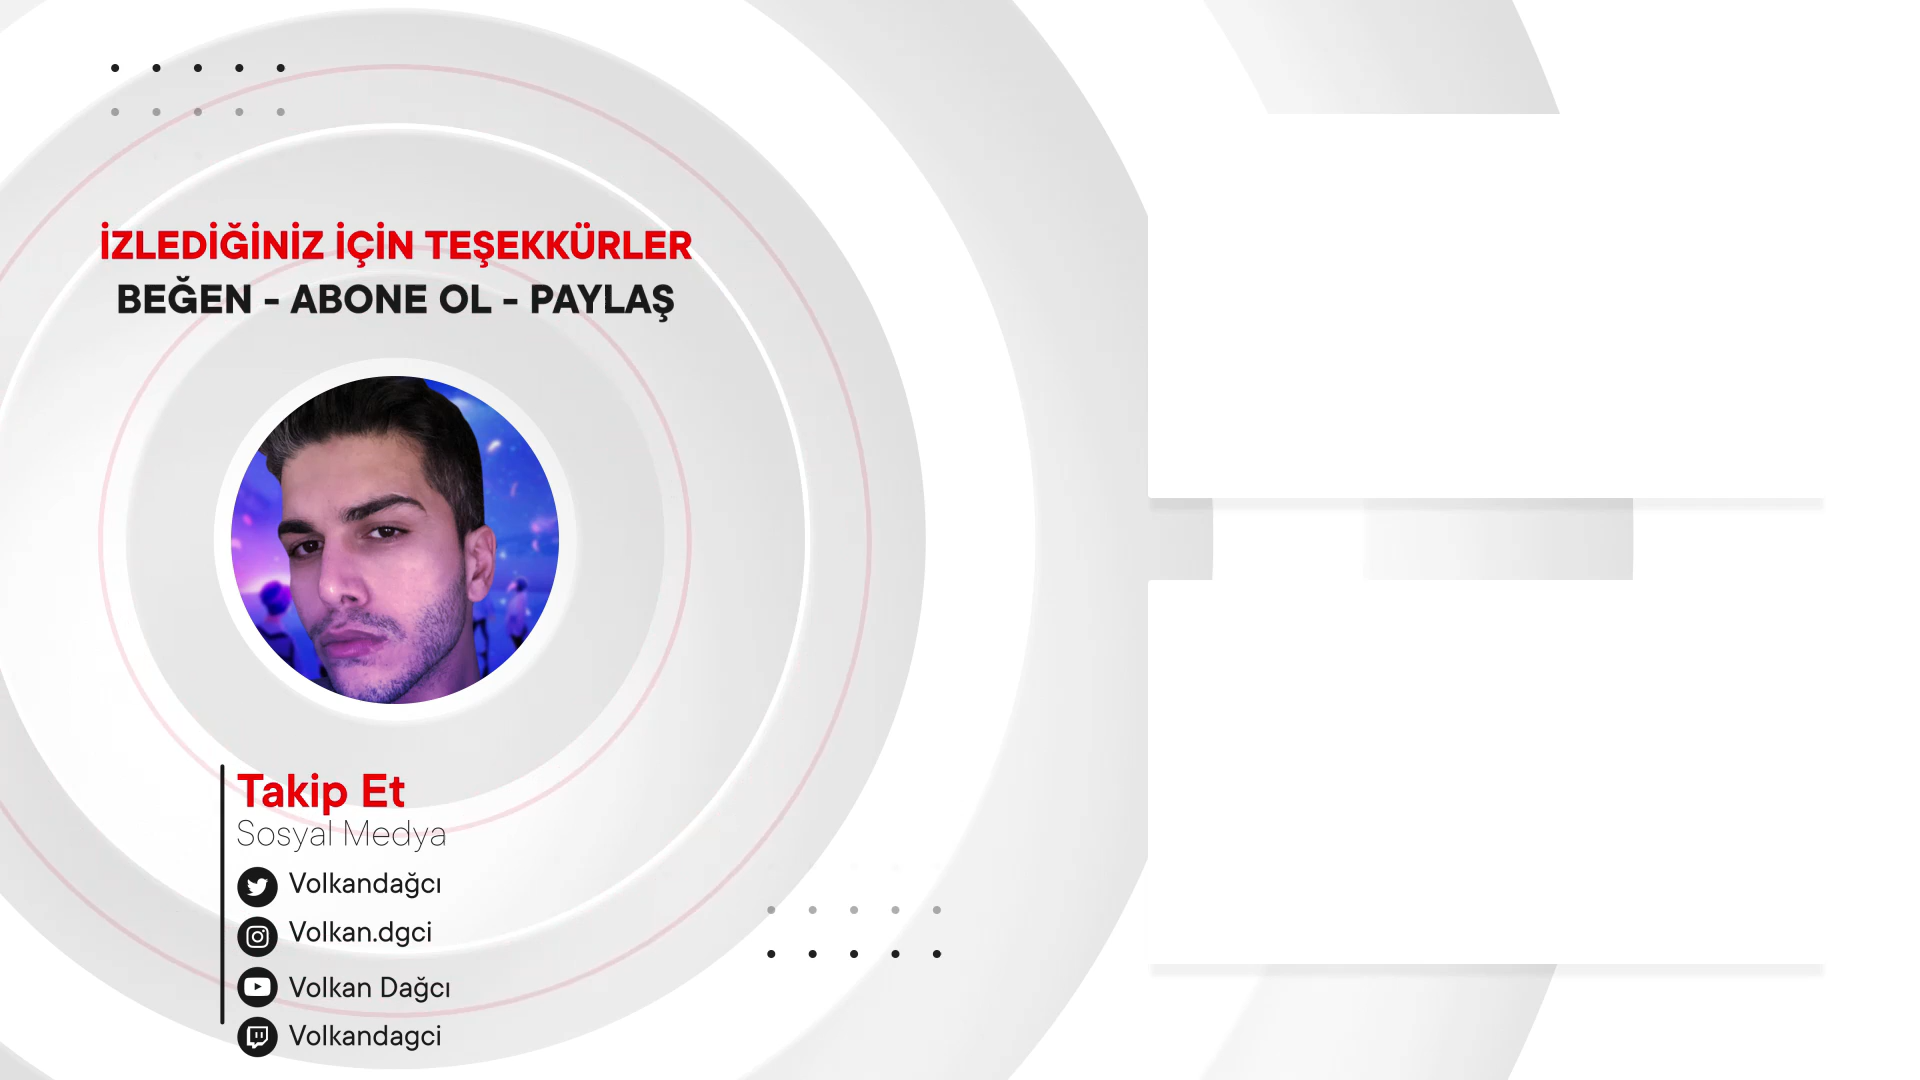 İZLEDİĞİNİZ İÇİN TEŞEKKÜRLER
BEĞEN - ABONE OL - PAYLAŞ
Takip Et
Sosyal Medya
Volkandağcı
Volkan.dgci
Volkan Dağcı
Volkandagci